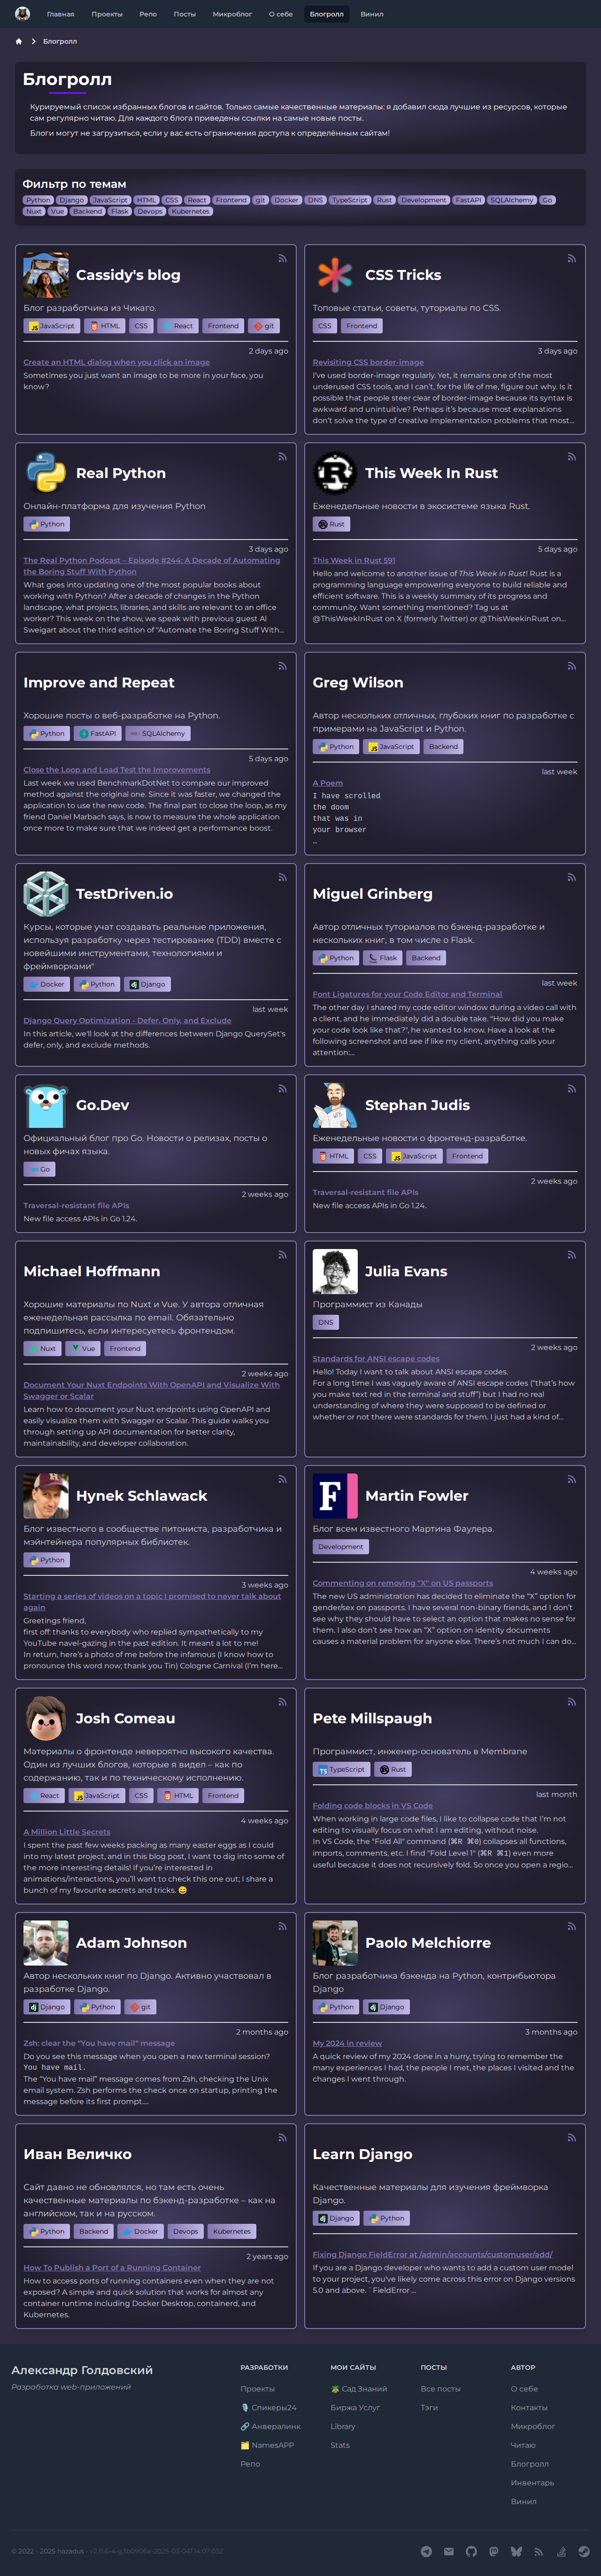 Главная Проекты Репо Посты Микроблог О себе Блогролл Винил
Блогролл
Блогролл
Курируемый список избранных блогов и сайтов. Только самые качественные материалы: я добавил сюда лучшие из ресурсов, которые
сам регулярно читаю. Для каждого блога приведены ссылки на самые новые посты.
Блоги могут не загрузиться, если у вас есть ограничения доступа к определённым сайтам!
Фильтр по темам
Python Django JavaScript HTML CSS React Frontend git Docker DNS TypeScript Rust Development FastAPI SQLAlchemy Go
Nuxt Vue Backend Flask Devops Kubernetes
Cassidy's blog
Блог разработчика из Чикаго.
JavaScript HTML CSS React Frontend git
2 days ago
Create an HTML dialog when you click an image
Sometimes you just want an image to be more in your face, you
know?
CSS Tricks
Топовые статьи, советы, туториалы по CSS.
CSS Frontend
3 days ago
Revisiting CSS border-image
I've used border-image regularly. Yet, it remains one of the most
underused CSS tools, and I can't, for the life of me, figure out why. Is it
possible that people steer clear of border-image because its syntax is
awkward and unintuitive? Perhaps it's because most explanations
don't solve the type of creative implementation problems that most...
Real Python
Онлайн-платформа для изучения Python
Python
3 days ago
The Real Python Podcast – Episode #244: A Decade of Automating
the Boring Stuff With Python
What goes into updating one of the most popular books about
working with Python? After a decade of changes in the Python
landscape, what projects, libraries, and skills are relevant to an office
worker? This week on the show, we speak with previous guest Al
Sweigart about the third edition of "Automate the Boring Stuff With...
This Week In Rust
Еженедельные новости в экосистеме языка Rust.
Rust
5 days ago
This Week in Rust 591
Hello and welcome to another issue of This Week in Rust! Rust is a
programming language empowering everyone to build reliable and
efficient software. This is a weekly summary of its progress and
community. Want something mentioned? Tag us at
@ThisWeekInRust on X (formerly Twitter) or @ThisWeekinRust on...
Improve and Repeat
Хорошие посты о веб-разработке на Python.
Python FastAPI SQLAlchemy
5 days ago
Close the Loop and Load Test the Improvements
Last week we used BenchmarkDotNet to compare our improved
method against the original one. Since it was faster, we changed the
application to use the new code. The final part to close the loop, as my
friend Daniel Marbach says, is now to measure the whole application
once more to make sure that we indeed get a performance boost.
Greg Wilson
Автор нескольких отличных, глубоких книг по разработке с
примерами на JavaScript и Python.
Python JavaScript Backend
last week
A Poem
I have scrolled
the doom
that was in
your browser
...
TestDriven.io
Курсы, которые учат создавать реальные приложения,
используя разработку через тестирование (TDD) вместе с
новейшими инструментами, технологиями и
фреймворками"
Docker Python Django
last week
Django Query Optimization - Defer, Only, and Exclude
In this article, we'll look at the differences between Django QuerySet's
defer, only, and exclude methods.
Miguel Grinberg
Автор отличных туториалов по бэкенд-разработке и
нескольких книг, в том числе о Flask.
Python Flask Backend
last week
Font Ligatures for your Code Editor and Terminal
The other day I shared my code editor window during a video call with
a client, and he immediately did a double take. "How did you make
your code look like that?", he wanted to know. Have a look at the
following screenshot and see if like my client, anything calls your
attention:...
Go.Dev
Официальный блог про Go. Новости о релизах, посты о
новых фичах языка.
Go
2 weeks ago
Traversal-resistant file APIs
New file access APIs in Go 1.24.
Stephan Judis
Еженедельные новости о фронтенд-разработке.
HTML CSS JavaScript Frontend
2 weeks ago
Traversal-resistant file APIs
New file access APIs in Go 1.24.
Michael Hoffmann
Хорошие материалы по Nuxt и Vue. У автора отличная
еженедельная рассылка по email. Обязательно
подпишитесь, если интересуетесь фронтендом.
Nuxt Vue Frontend
2 weeks ago
Document Your Nuxt Endpoints With OpenAPI and Visualize With
Swagger or Scalar
Learn how to document your Nuxt endpoints using OpenAPI and
easily visualize them with Swagger or Scalar. This guide walks you
through setting up API documentation for better clarity,
maintainability, and developer collaboration.
Julia Evans
Программист из Канады
DNS
2 weeks ago
Standards for ANSI escape codes
Hello! Today I want to talk about ANSI escape codes.
For a long time I was vaguely aware of ANSI escape codes ("that's how
you make text red in the terminal and stuff") but I had no real
understanding of where they were supposed to be defined or
whether or not there were standards for them. I just had a kind of...
Hynek Schlawack
Блог известного в сообществе питониста, разработчика и
мэйнтейнера популярных библиотек.
Python
3 weeks ago
Starting a series of videos on a topic I promised to never talk about
again
Greetings friend,
first off: thanks to everybody who replied sympathetically to my
YouTube navel-gazing in the past edition. It meant a lot to me!
In return, here's a photo of me before the infamous (I know how to
pronounce this word now; thank you Tin) Cologne Carnival (I'm here...
Martin Fowler
Блог всем известного Мартина Фаулера.
Development
4 weeks ago
Commenting on removing "X" on US passports
The new US administration has decided to eliminate the "X" option for
gender/sex on passports. I have several non-binary friends, and I don't
see why they should have to select an option that makes no sense for
them. I also don't see how an "X" option on identity documents
causes a material problem for anyone else. There's not much I can do...
Josh Comeau
Материалы о фронтенде невероятно высокого качества.
Один из лучших блогов, которые я видел – как по
содержанию, так и по техническому исполнению.
React JavaScript CSS HTML Frontend
4 weeks ago
A Million Little Secrets
I spent the past few weeks packing as many easter eggs as I could
into my latest project, and in this blog post, I want to dig into some of
the more interesting details! If you're interested in
animations/interactions, you'll want to check this one out; I share a
bunch of my favourite secrets and tricks. 😄
Pete Millspaugh
Программист, инженер-основатель в Membrane
TypeScript Rust
last month
Folding code blocks in VS Code
When working in large code files, I like to collapse code that I'm not
editing to visually focus on what I am editing, without noise.
In VS Code, the "Fold All" command (⌘R ⌘0) collapses all functions,
imports, comments, etc. I find "Fold Level 1" (⌘R ⌘1) even more
useful because it does not recursively fold. So once you open a regio...
Adam Johnson
Автор нескольких книг по Django. Активно участвовал в
разработке Django.
Django Python git
2 months ago
Zsh: clear the "You have mail" message
Do you see this message when you open a new terminal session?
You have mail.
The "You have mail" message comes from Zsh, checking the Unix
email system. Zsh performs the check once on startup, printing the
message before its first prompt....
Paolo Melchiorre
Блог разработчика бэкенда на Python, контрибьютора
Django
Python Django
3 months ago
My 2024 in review
A quick review of my 2024 done in a hurry, trying to remember the
many experiences I had, the people I met, the places I visited and the
changes I went through.
Иван Величко
Сайт давно не обновлялся, но там есть очень
качественные материалы по бэкенд-разработке – как на
английском, так и на русском.
Python Backend Docker Devops Kubernetes
2 years ago
How To Publish a Port of a Running Container
How to access ports of running containers even when they are not
exposed? A simple and quick solution that works for almost any
container runtime including Docker Desktop, containerd, and
Kubernetes.
Learn Django
Качественные материалы для изучения фреймворка
Django.
Django Python
Fixing Django FieldError at /admin/accounts/customuser/add/
If you are a Django developer who wants to add a custom user model
to your project, you've likely come across this error on Django versions
5.0 and above. `FieldError ...
Александр Голдовский
Разработка web-приложений
РАЗРАБОТКИ
Проекты
🎙️ Спикеры24
🔗 Анвералинк
🗂️ NamesAPP
Репо
МОИ САЙТЫ
🪴 Сад Знаний
Биржа Услуг
Library
Stats
ПОСТЫ
Все посты
Тэги
АВТОР
О себе
Контакты
Микроблог
Читаю
Блогролл
Инвентарь
Винил
© 2022 - 2025 hazadus